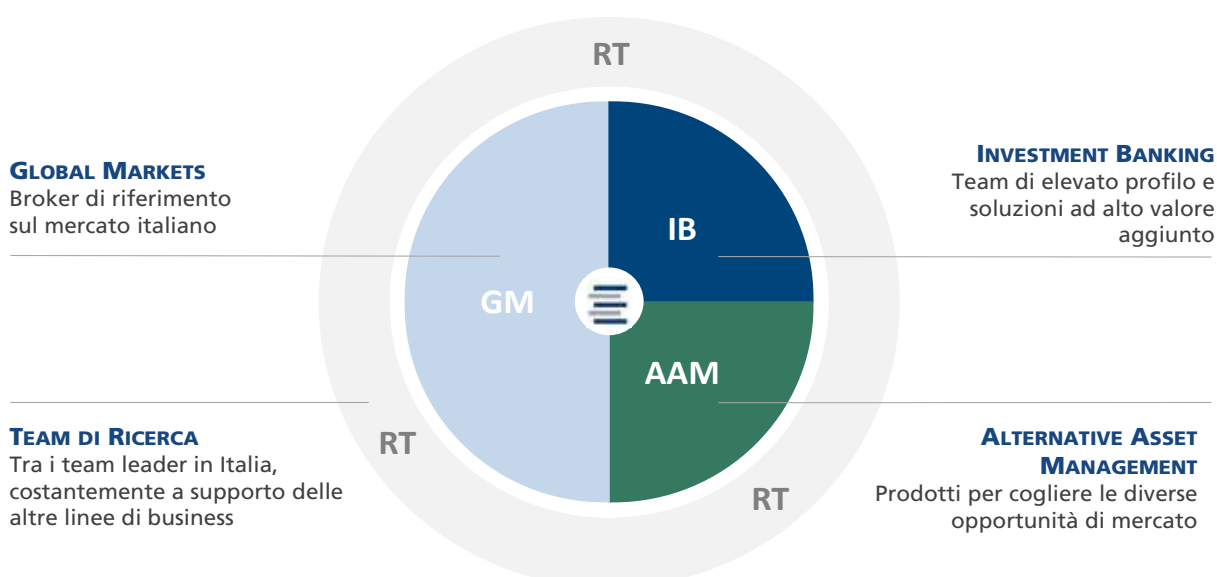 RT
GLOBAL MARKETS
Broker di riferimento
sul mercato italiano
INVESTMENT BANKING
Team di elevato profilo e
soluzioni ad alto valore
aggiunto
IB
GM
AAM
TEAM DI RICERCA
Tra i team leader in Italia,
costantemente a supporto delle
altre linee di business
RT
ALTERNATIVE ASSET
MANAGEMENT
Prodotti per cogliere le diverse
opportunità di mercato
RT